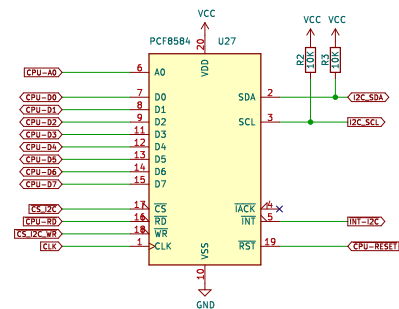 VCC
VCC VCC
PCF8584 U27
20
VDD
R2 10K R3 10K
CPU-A0 6 A0
CPU-D0 7 D0 SDA 2 I2C_SDA
CPU-D1 8 D1
CPU-D2 9 D2 SCL 3 I2C_SCL
CPU-D3 11 D3
CPU-D4 12 D4
CPU-D5 13 D5
CPU-D6 14 D6
CPU-D7 15 D7
CS_I2C 17 CS IACK 4
CPU-RD 16 RD INT 5 INT-I2C
CS_I2C_WR 18 WR
CLK 1 CLK RST 19 CPU-RESET
VSS
10
GND